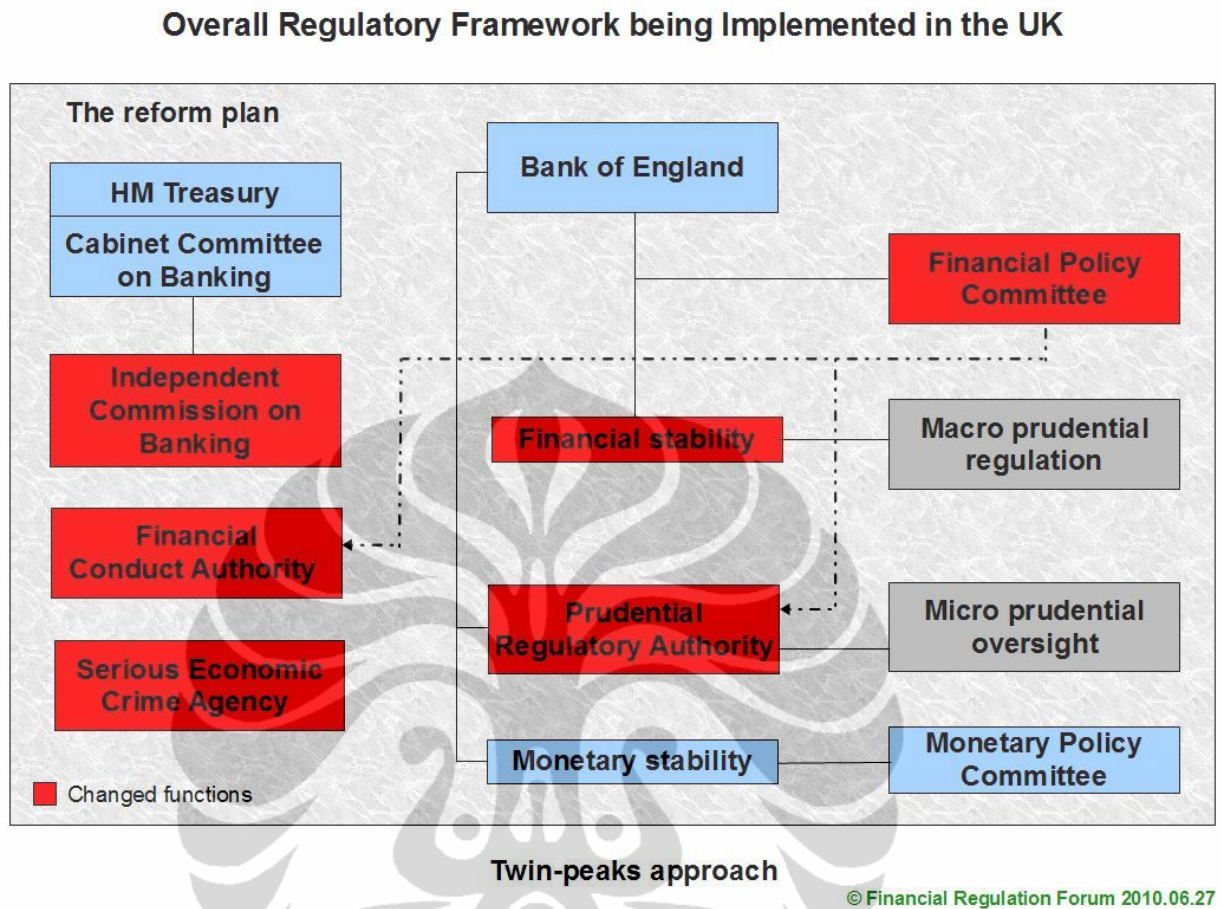 Overall Regulatory Framework being Implemented in the UK
The reform plan
HM Treasury
Cabinet Committee
on Banking
Independent
Commission on
Banking
Financial
Conduct Authority
Serious Economic
Crime Agency
Changed functions
Bank of England
Financial stability
Prudential
Regulatory Authority
Monetary stability
Financial Policy
Committee
Macro prudential
regulation
Micro prudential
oversight
Monetary Policy
Committee
Twin-peaks approach
© Financial Regulation Forum 2010.06.27